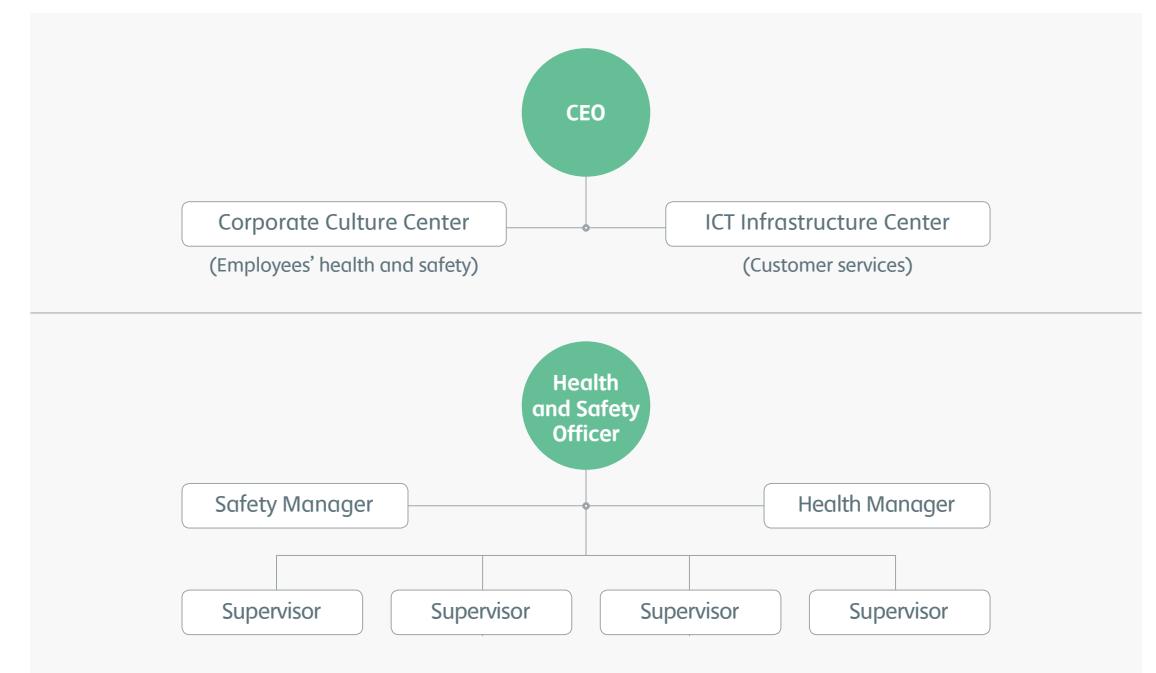 CEO
Corporate Culture Center
ICT Infrastructure Center
(Employees’ health and safety)
(Customer services)
Health
and Safety
Officer
Safety Manager
Health Manager
Supervisor
Supervisor
Supervisor
Supervisor